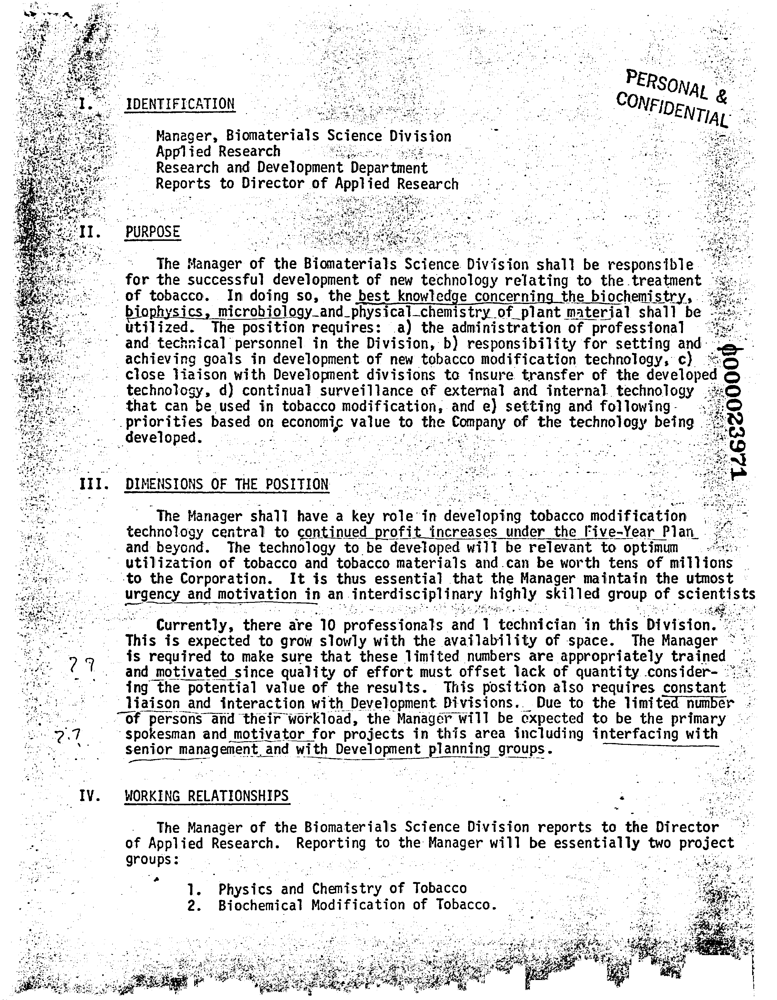 PERSONAL &
CONFIDENTIAL
I. IDENTIFICATION
Manager, Biomaterials Science Division
Applied Research
Research and Development Department
Reports to Director of Applied Research
II. PURPOSE
The Manager of the Biomaterials Science Division shall be responsible
for the successful development of new technology relating to the treatment
of tobacco. In doing so, the best knowledge concerning the biochemistry,
biophysics, microbiology and physical chemistry of plant material shall be
utilized. The position requires: a) the administration of professional
and technical personnel in the Division, b) responsibility for setting and
achieving goals in development of new tobacco modification technology, c)
close liaison with Development divisions to insure transfer of the developed
technology, d) continual surveillance of external and internal technology
that can be used in tobacco modification, and e) setting and following
priorities based on economic value to the Company of the technology being
developed.
0000023971
III. DIMENSIONS OF THE POSITION
The Manager shall have a key role in developing tobacco modification
technology central to continued profit increases under the Five-Year Plan
and beyond. The technology to be developed will be relevant to optimum
utilization of tobacco and tobacco materials and can be worth tens of millions
to the Corporation. It is thus essential that the Manager maintain the utmost
urgency and motivation in an interdisciplinary highly skilled group of scientists
Currently, there are 10 professionals and 1 technician in this Division.
This is expected to grow slowly with the availability of space. The Manager
?? is required to make sure that these limited numbers are appropriately trained
and motivated since quality of effort must offset lack of quantity consider-
ing the potential value of the results. This position also requires constant
liaison and interaction with Development Divisions. Due to the limited number
of persons and their workload, the Manager will be expected to be the primary
?? spokesman and motivator for projects in this area including interfacing with
senior management and with Development planning groups.
IV. WORKING RELATIONSHIPS
The Manager of the Biomaterials Science Division reports to the Director
of Applied Research. Reporting to the Manager will be essentially two project
groups:
1. Physics and Chemistry of Tobacco
2. Biochemical Modification of Tobacco.